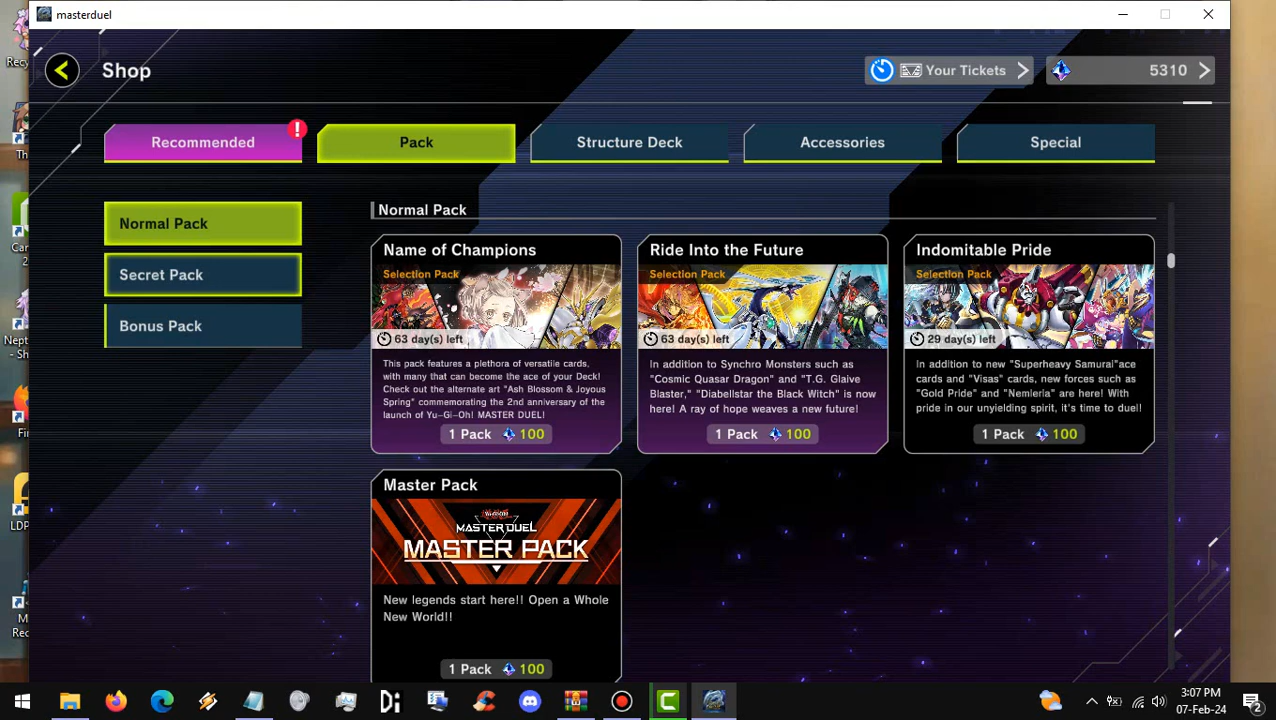 masterduel
Shop
Your Tickets
5310
Recommended
!
Pack
Structure Deck
Accessories
Special
Normal Pack
Secret Pack
Bonus Pack
Normal Pack
Name of Champions
Selection Pack
63 day(s) left
This pack features a plethora of versatile cards,
with many that can become the ace of your Deck!
Check out the alternate art "Ash Blossom & Joyous
Spring" commemorating the 2nd anniversary of the
launch of Yu-Gi-Oh! MASTER DUEL!
1 Pack 100
Ride Into the Future
Selection Pack
63 day(s) left
In addition to Synchro Monsters such as
"Cosmic Quasar Dragon" and "T.G. Glaive
Blaster," "Diabellstar the Black Witch" is now
here! A ray of hope weaves a new future!
1 Pack 100
Indomitable Pride
Selection Pack
29 day(s) left
In addition to new "Superheavy Samurai"ace
cards and "Visas" cards, new forces such as
"Gold Pride" and "Nemleria" are here! With
pride in our unyielding spirit, it's time to duel!
1 Pack 100
Master Pack
MASTER DUEL
MASTER PACK
New legends start here!! Open a Whole
New World!!
1 Pack 100
Di
C
3:07 PM
07-Feb-24
2